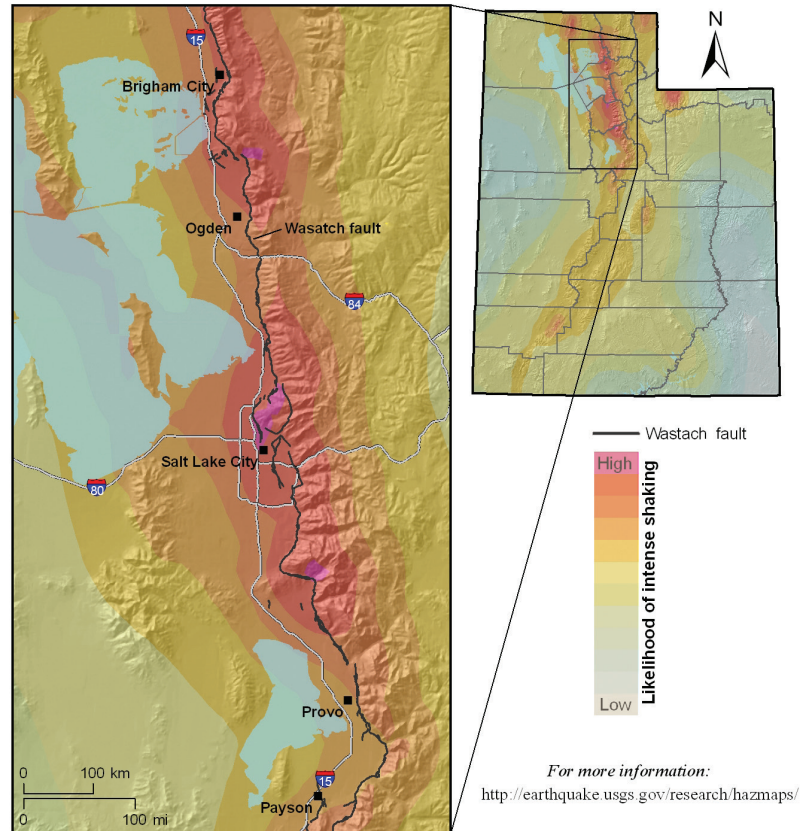 N
15
Brigham City
Ogden
Wasatch fault
84
Salt Lake City
80
Provo
0 100 km
0 100 mi
15
Payson
Wastach fault
High
Likelihood of intense shaking
Low
For more information:
http://earthquake.usgs.gov/research/hazmaps/